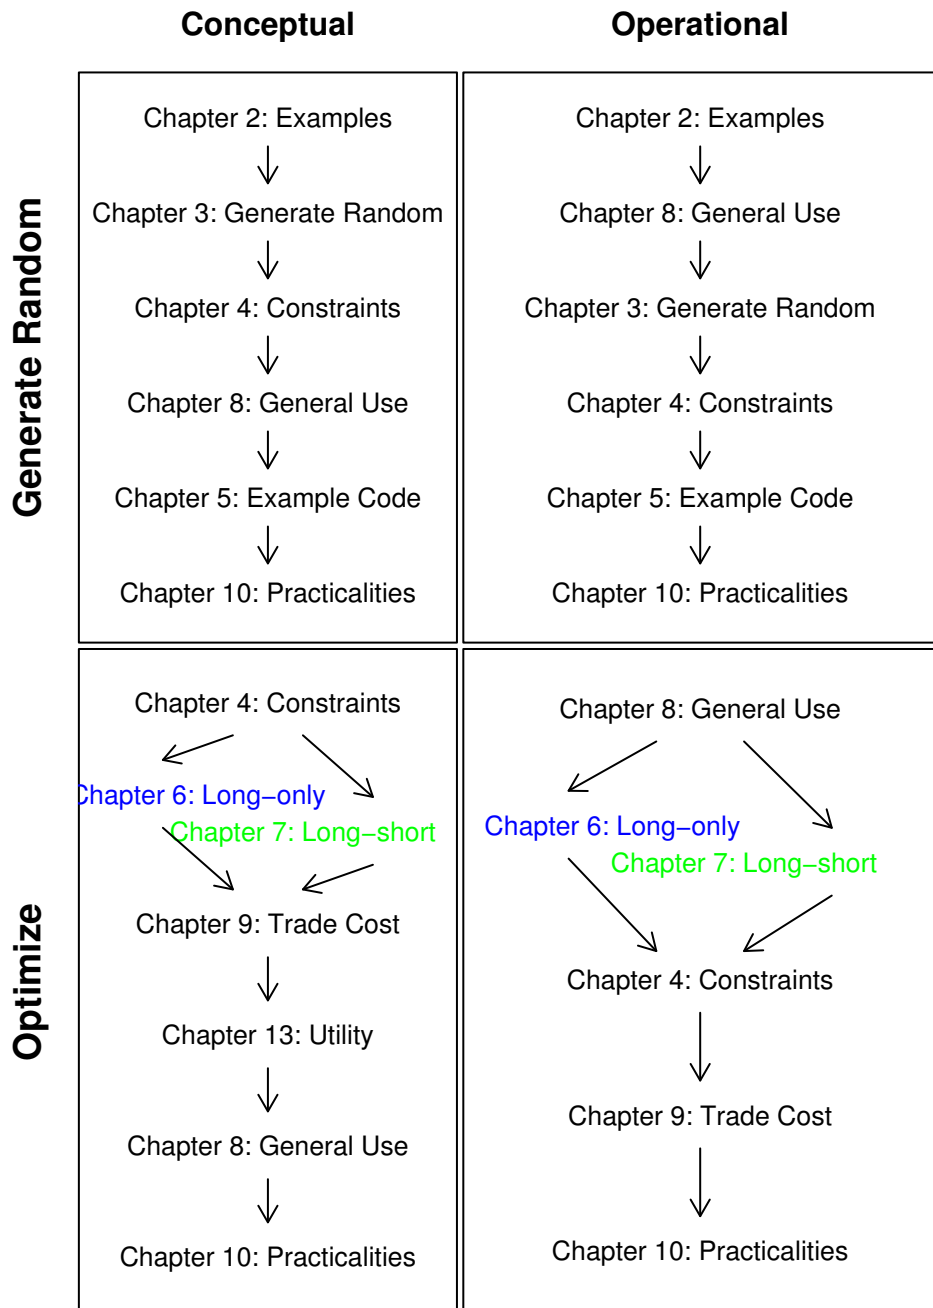 Conceptual
Operational
Generate Random
Chapter 2: Examples
Chapter 3: Generate Random
Chapter 4: Constraints
Chapter 8: General Use
Chapter 5: Example Code
Chapter 10: Practicalities
Chapter 2: Examples
Chapter 8: General Use
Chapter 3: Generate Random
Chapter 4: Constraints
Chapter 5: Example Code
Chapter 10: Practicalities
Optimize
Chapter 4: Constraints
Chapter 6: Long−only
Chapter 7: Long−short
Chapter 9: Trade Cost
Chapter 13: Utility
Chapter 8: General Use
Chapter 10: Practicalities
Chapter 8: General Use
Chapter 6: Long−only
Chapter 7: Long−short
Chapter 4: Constraints
Chapter 9: Trade Cost
Chapter 10: Practicalities